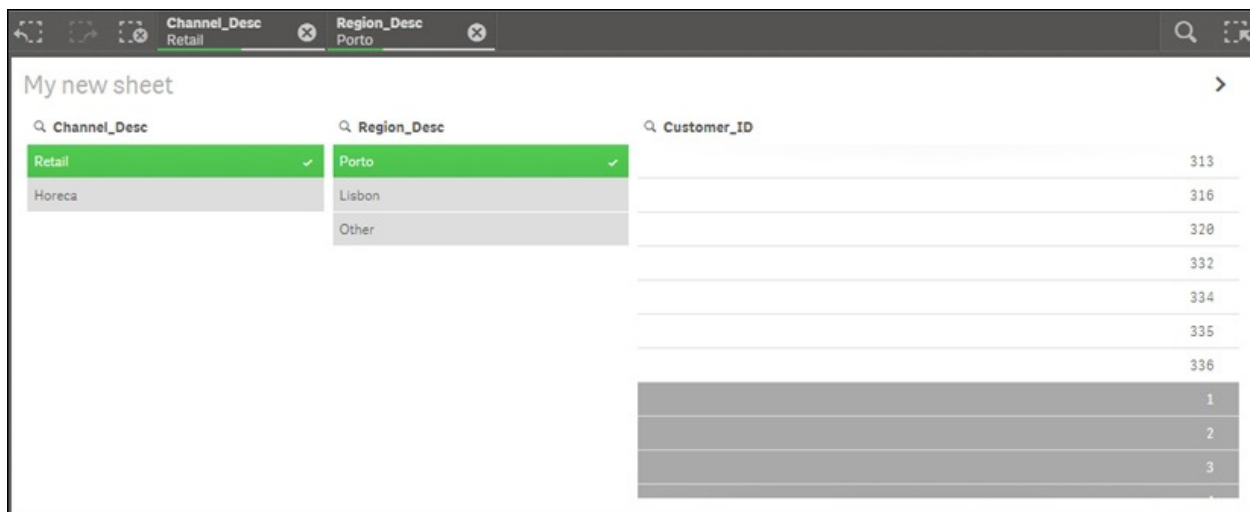 Channel_Desc
Retail
Region_Desc
Porto
My new sheet
Channel_Desc
Retail
Horeca
Region_Desc
Porto
Lisbon
Other
Customer_ID
313
316
320
332
334
335
336
1
2
3